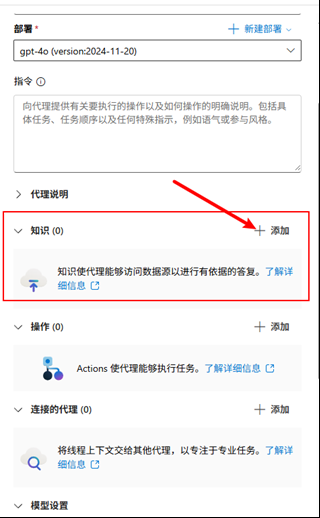 部署 *
新建部署
gpt-4o (version:2024-11-20)
指令
向代理提供有关要执行的操作以及如何操作的明确说明。包括具
体任务、任务顺序以及任何特殊指示，例如语气或参与风格。
代理说明
知识 (0)
添加
知识使代理能够访问数据源以进行有依据的答复。了解详
细信息
操作 (0)
添加
Actions 使代理能够执行任务。了解详细信息
连接的代理 (0)
添加
将线程上下文交给其他代理，以专注于专业任务。了解详
细信息
模型设置